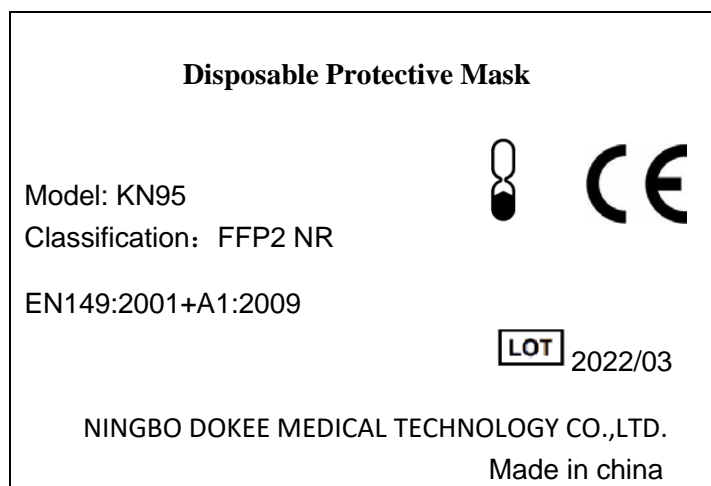 Disposable Protective Mask
CE
Model: KN95
Classification：FFP2 NR
EN149:2001+A1:2009
LOT 2022/03
NINGBO DOKEE MEDICAL TECHNOLOGY CO.,LTD.
Made in china